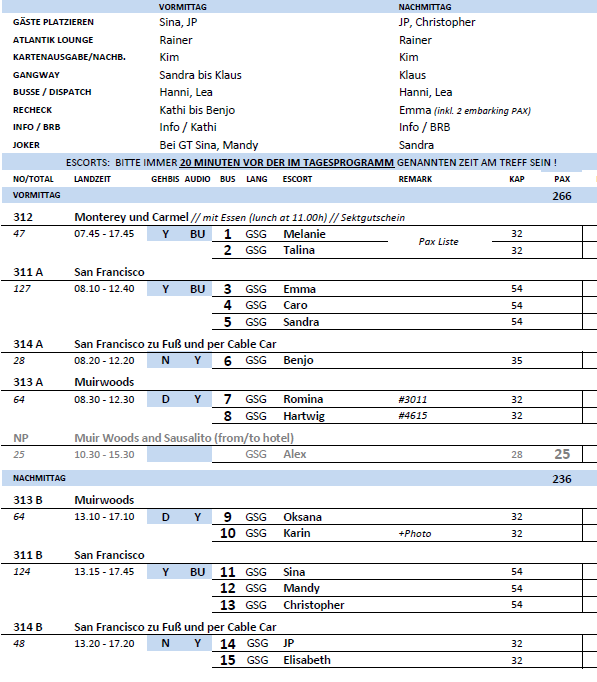 VORMITTAG NACHMITTAG
GÄSTE PLATZIEREN Sina, JP JP, Christopher
ATLANTIK LOUNGE Rainer Rainer
KARTENAUSGABE/NACHB. Kim Kim
GANGWAY Sandra bis Klaus Klaus
BUSSE / DISPATCH Hanni, Lea Hanni, Lea
RECHECK Kathi bis Benjo Emma (inkl. 2 embarking PAX)
INFO / BRB Info / Kathi Info / BRB
JOKER Bei GT Sina, Mandy Sandra
ESCORTS: BITTE IMMER 20 MINUTEN VOR DER IM TAGESPROGRAMM GENANNTEN ZEIT AM TREFF SEIN !
NO/TOTAL LANDZEIT GEHBIS AUDIO BUS LANG ESCORT REMARK KAP PAX
VORMITTAG 266
312 Monterey und Carmel // mit Essen (lunch at 11.00h) // Sektgutschein
47 07.45 - 17.45 Y BU 1 GSG Melanie Pax Liste 32
2 GSG Talina 32
311 A San Francisco
127 08.10 - 12.40 Y BU 3 GSG Emma 54
4 GSG Caro 54
5 GSG Sandra 54
314 A San Francisco zu Fuß und per Cable Car
28 08.20 - 12.20 N Y 6 GSG Benjo 35
313 A Muirwoods
64 08.30 - 12.30 D Y 7 GSG Romina #3011 32
8 GSG Hartwig #4615 32
NP Muir Woods and Sausalito (from/to hotel)
25 10.30 - 15.30 GSG Alex 28 25
NACHMITTAG 236
313 B Muirwoods
64 13.10 - 17.10 D Y 9 GSG Oksana 32
10 GSG Karin +Photo 32
311 B San Francisco
124 13.15 - 17.45 Y BU 11 GSG Sina 54
12 GSG Mandy 54
13 GSG Christopher 54
314 B San Francisco zu Fuß und per Cable Car
48 13.20 - 17.20 N Y 14 GSG JP 32
15 GSG Elisabeth 32